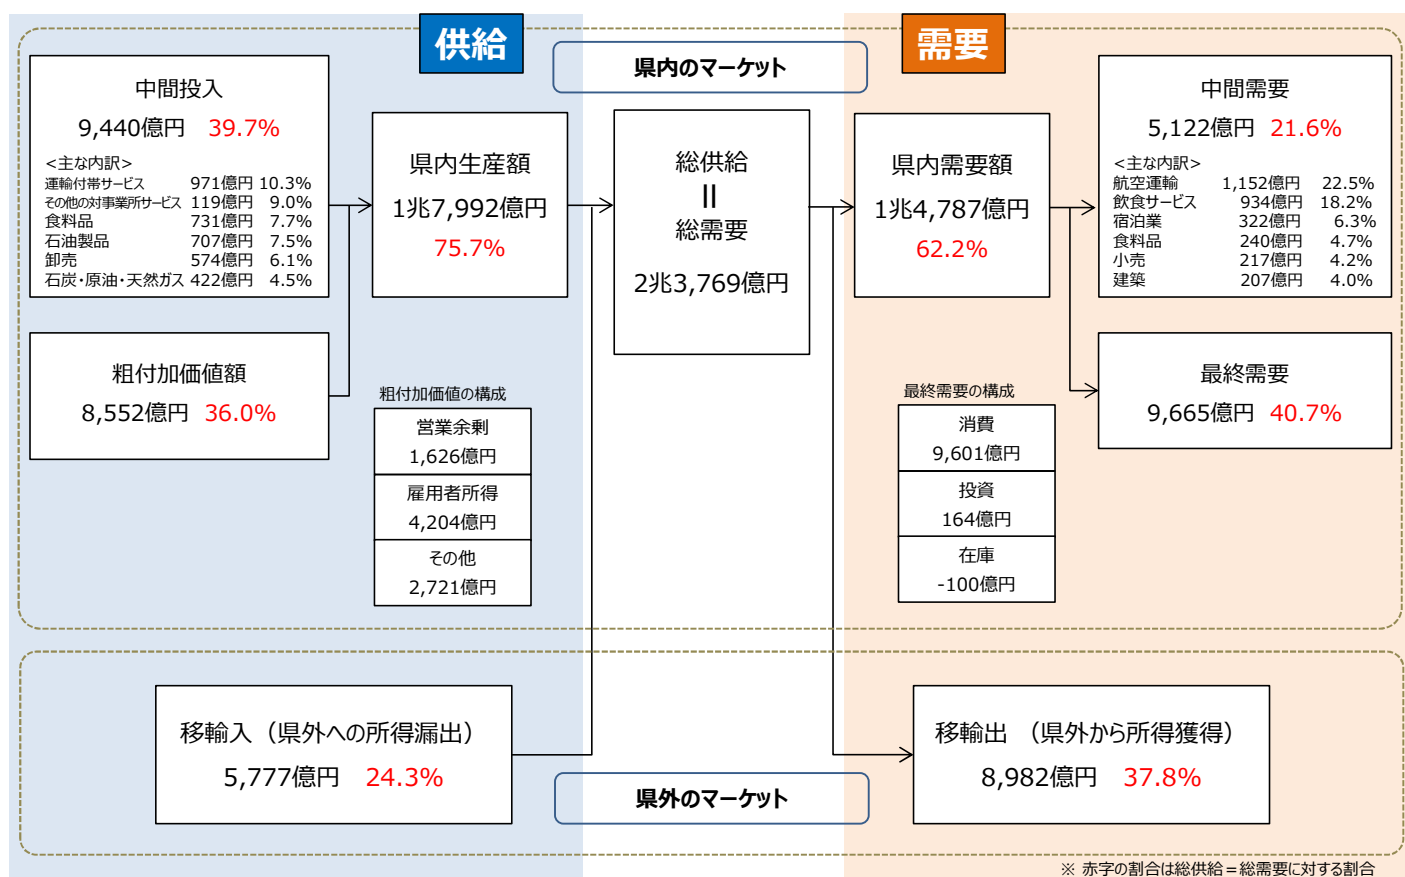 供給
需要
県内のマーケット
中間投入
9,440億円 39.7%
<主な内訳>
運輸付帯サービス 971億円 10.3%
その他の対事業所サービス 119億円 9.0%
食料品 731億円 7.7%
石油製品 707億円 7.5%
卸売 574億円 6.1%
石炭・原油・天然ガス 422億円 4.5%
粗付加価値額
8,552億円 36.0%
県内生産額
1兆7,992億円
75.7%
粗付加価値の構成
営業余剰
1,626億円
雇用者所得
4,204億円
その他
2,721億円
総供給
=
総需要
2兆3,769億円
県内需要額
1兆4,787億円
62.2%
最終需要の構成
消費
9,601億円
投資
164億円
在庫
-100億円
中間需要
5,122億円 21.6%
<主な内訳>
航空運輸 1,152億円 22.5%
飲食サービス 934億円 18.2%
宿泊業 322億円 6.3%
食料品 240億円 4.7%
小売 217億円 4.2%
建築 207億円 4.0%
最終需要
9,665億円 40.7%
移輸入（県外への所得漏出）
5,777億円 24.3%
県外のマーケット
移輸出 （県外から所得獲得）
8,982億円 37.8%
※ 赤字の割合は総供給＝総需要に対する割合